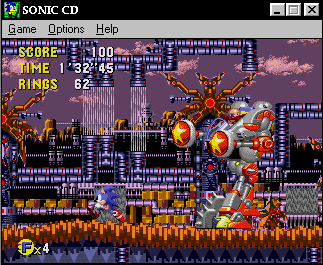 SONIC CD
Game Options Help
SCORE 100
TIME 1'32"45
RINGS 62
F×4